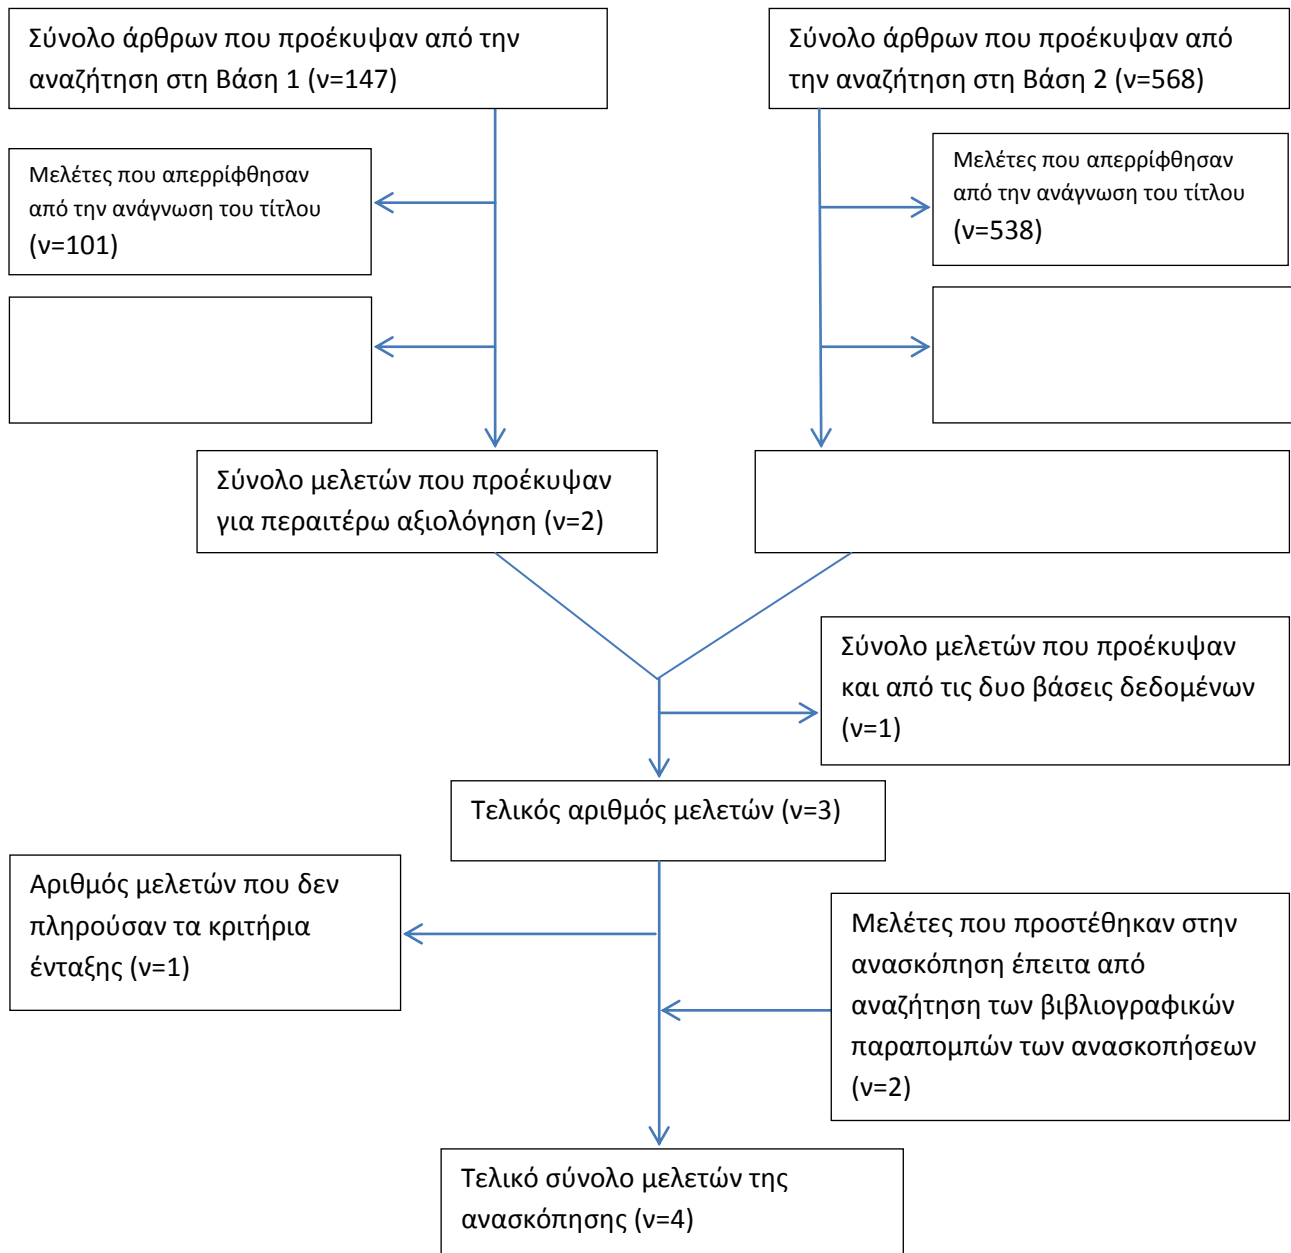 Σύνολο άρθρων που προέκυψαν από την
αναζήτηση στη Βάση 1 (ν=147)
Σύνολο άρθρων που προέκυψαν από
την αναζήτηση στη Βάση 2 (ν=568)
Μελέτες που απερρίφθησαν
από την ανάγνωση του τίτλου
(ν=101)
Μελέτες που απερρίφθησαν
από την ανάγνωση του τίτλου
(ν=538)
Σύνολο μελετών που προέκυψαν
για περαιτέρω αξιολόγηση (ν=2)
Σύνολο μελετών που προέκυψαν
και από τις δυο βάσεις δεδομένων
(ν=1)
Τελικός αριθμός μελετών (ν=3)
Αριθμός μελετών που δεν
πληρούσαν τα κριτήρια
ένταξης (ν=1)
Μελέτες που προστέθηκαν στην
ανασκόπηση έπειτα από
αναζήτηση των βιβλιογραφικών
παραπομπών των ανασκοπήσεων
(ν=2)
Τελικό σύνολο μελετών της
ανασκόπησης (ν=4)